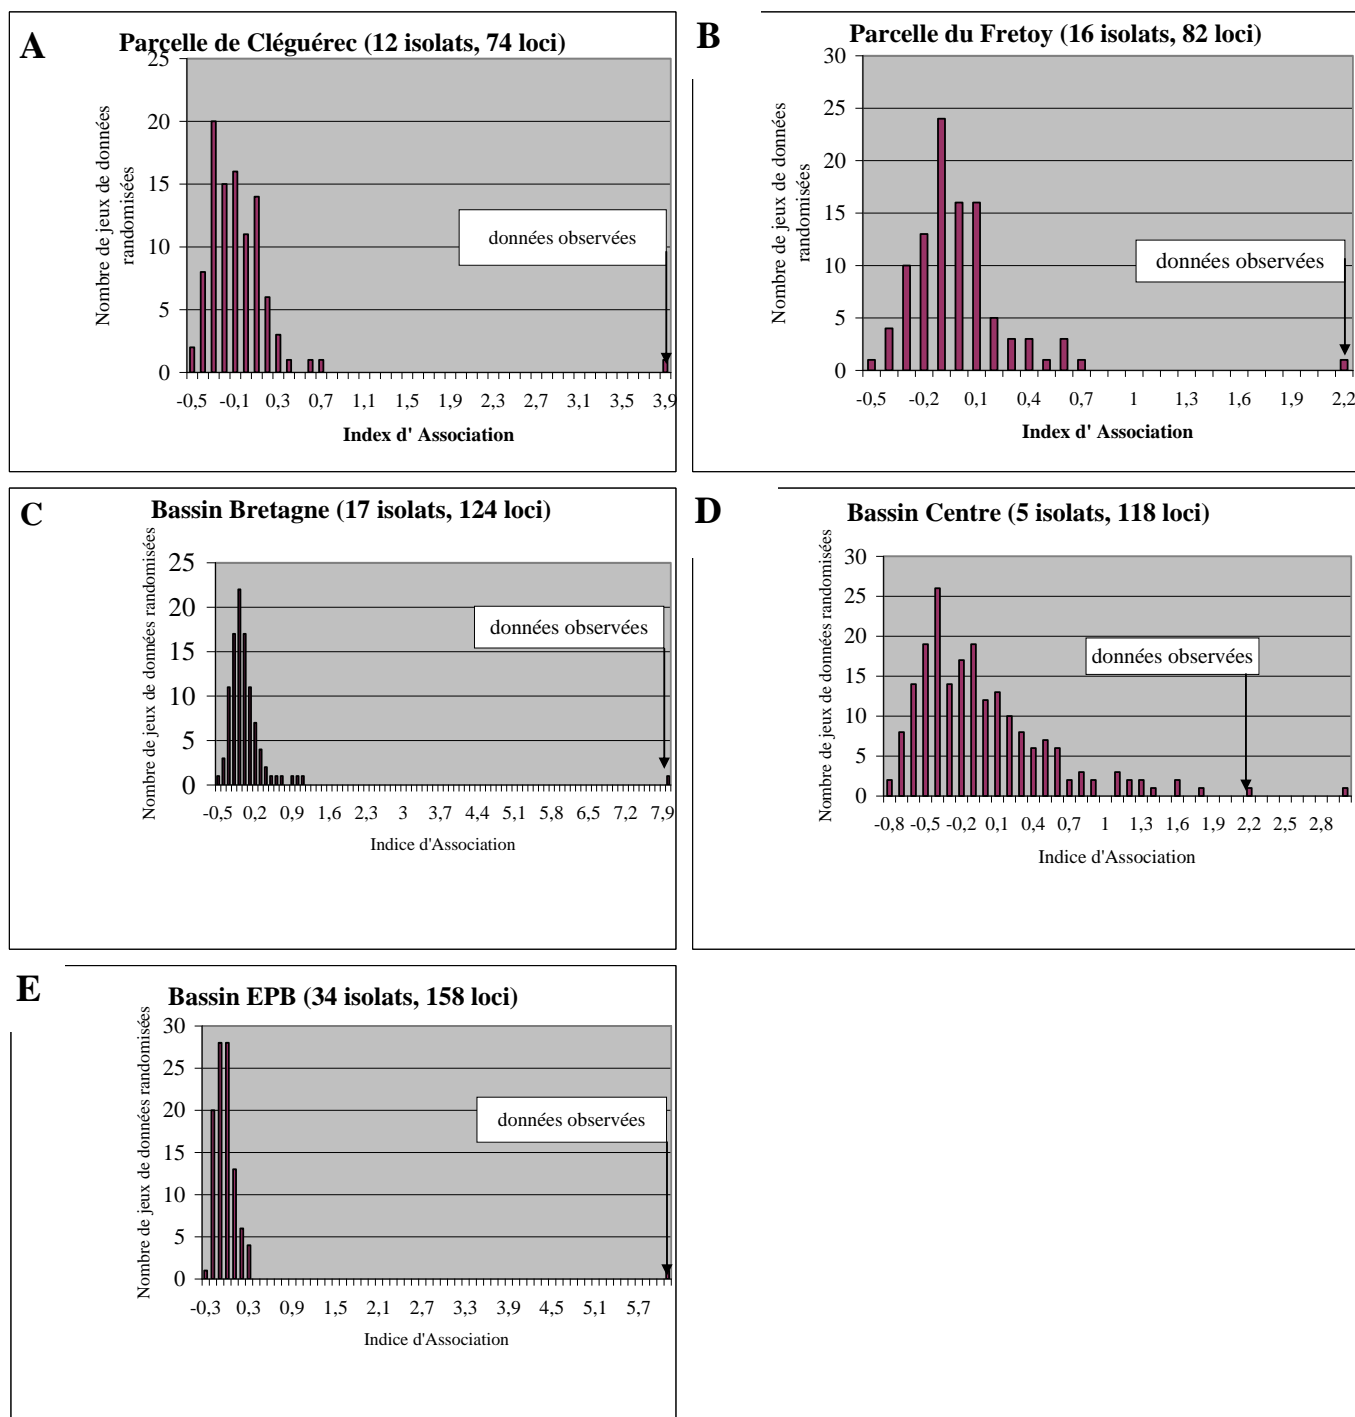 A
Parcelle de Cléguérec (12 isolats, 74 loci)
Nombre de jeux de données
randomisées
25
20
15
10
5
0
données observées
-0,5 -0,1 0,3 0,7 1,1 1,5 1,9 2,3 2,7 3,1 3,5 3,9
Index d' Association
B
Parcelle du Fretoy (16 isolats, 82 loci)
Nombre de jeux de données
randomisées
30
25
20
15
10
5
0
données observées
-0,5 -0,2 0,1 0,4 0,7 1 1,3 1,6 1,9 2,2
Index d' Association
C
Bassin Bretagne (17 isolats, 124 loci)
Nombre de jeux de données randomisées
25
20
15
10
5
0
données observées
-0,5 0,2 0,9 1,6 2,3 3 3,7 4,4 5,1 5,8 6,5 7,2 7,9
Indice d'Association
D
Bassin Centre (5 isolats, 118 loci)
Nombre de jeux de données randomisées
30
25
20
15
10
5
0
données observées
-0,8 -0,5 -0,2 0,1 0,4 0,7 1 1,3 1,6 1,9 2,2 2,5 2,8
Indice d'Association
E
Bassin EPB (34 isolats, 158 loci)
Nombre de jeux de données randomisées
30
25
20
15
10
5
0
données observées
-0,3 0,3 0,9 1,5 2,1 2,7 3,3 3,9 4,5 5,1 5,7
Indice d'Association